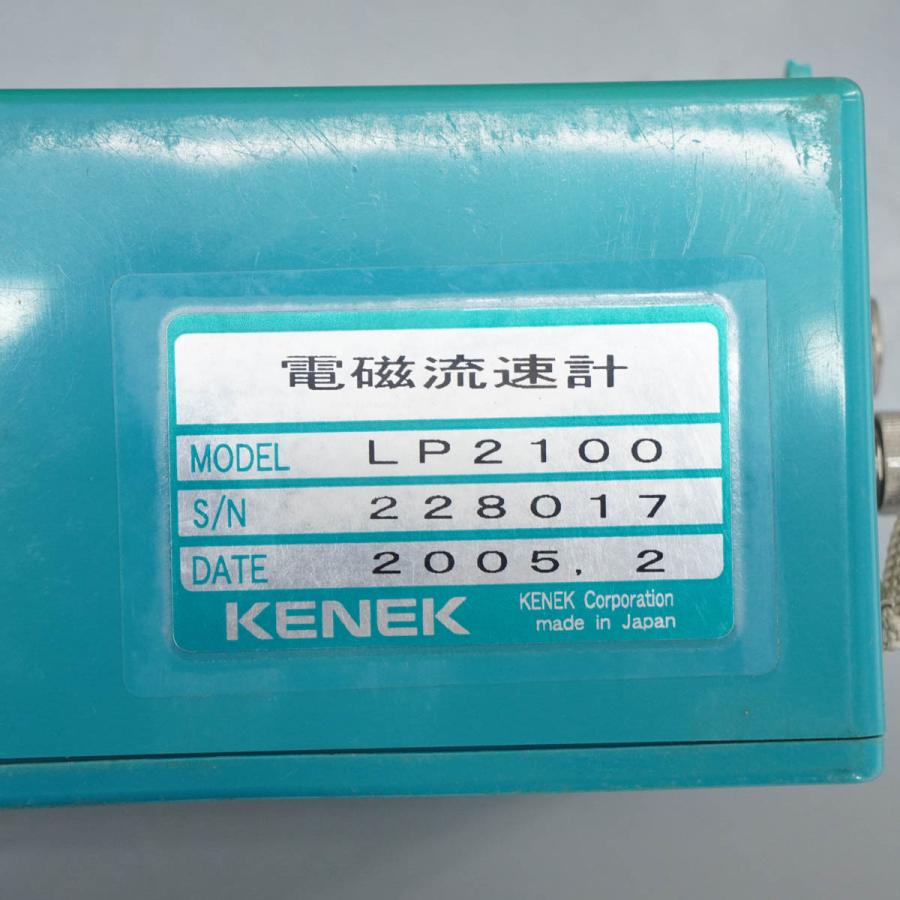 電磁流速計
MODEL LP2100
S/N 228017
DATE 2005. 2
KENEK KENEK Corporation
made in Japan